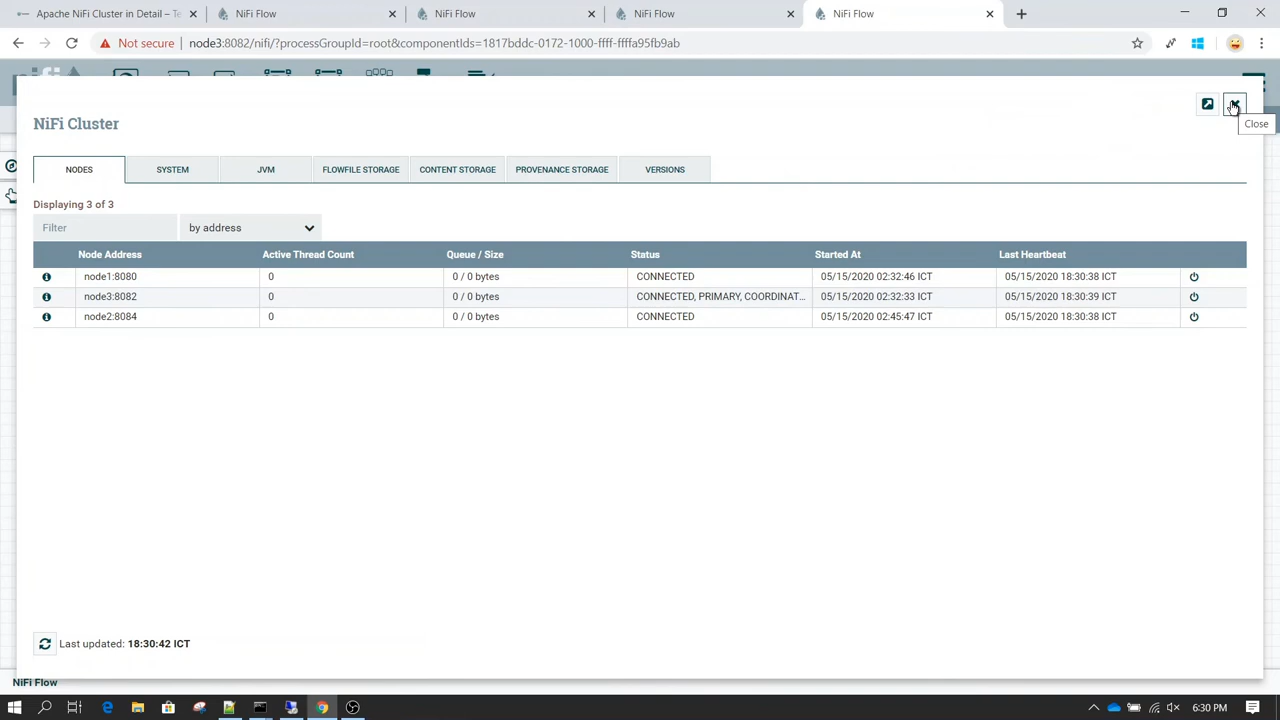 Apache NiFi Cluster in Detail – Te
NiFi Flow
NiFi Flow
NiFi Flow
NiFi Flow
Not secure
node3:8082/nifi/?processGroupId=root&componentIds=1817bddc-0172-1000-ffff-ffffa95fb9ab
Close
NiFi Cluster
NODES SYSTEM JVM FLOWFILE STORAGE CONTENT STORAGE PROVENANCE STORAGE VERSIONS
Displaying 3 of 3
Filter by address
Node Address Active Thread Count Queue / Size Status Started At Last Heartbeat
node1:8080 0 0 / 0 bytes CONNECTED 05/15/2020 02:32:46 ICT 05/15/2020 18:30:38 ICT
node3:8082 0 0 / 0 bytes CONNECTED, PRIMARY, COORDINAT... 05/15/2020 02:32:33 ICT 05/15/2020 18:30:39 ICT
node2:8084 0 0 / 0 bytes CONNECTED 05/15/2020 02:45:47 ICT 05/15/2020 18:30:38 ICT
Last updated: 18:30:42 ICT
NiFi Flow
6:30 PM